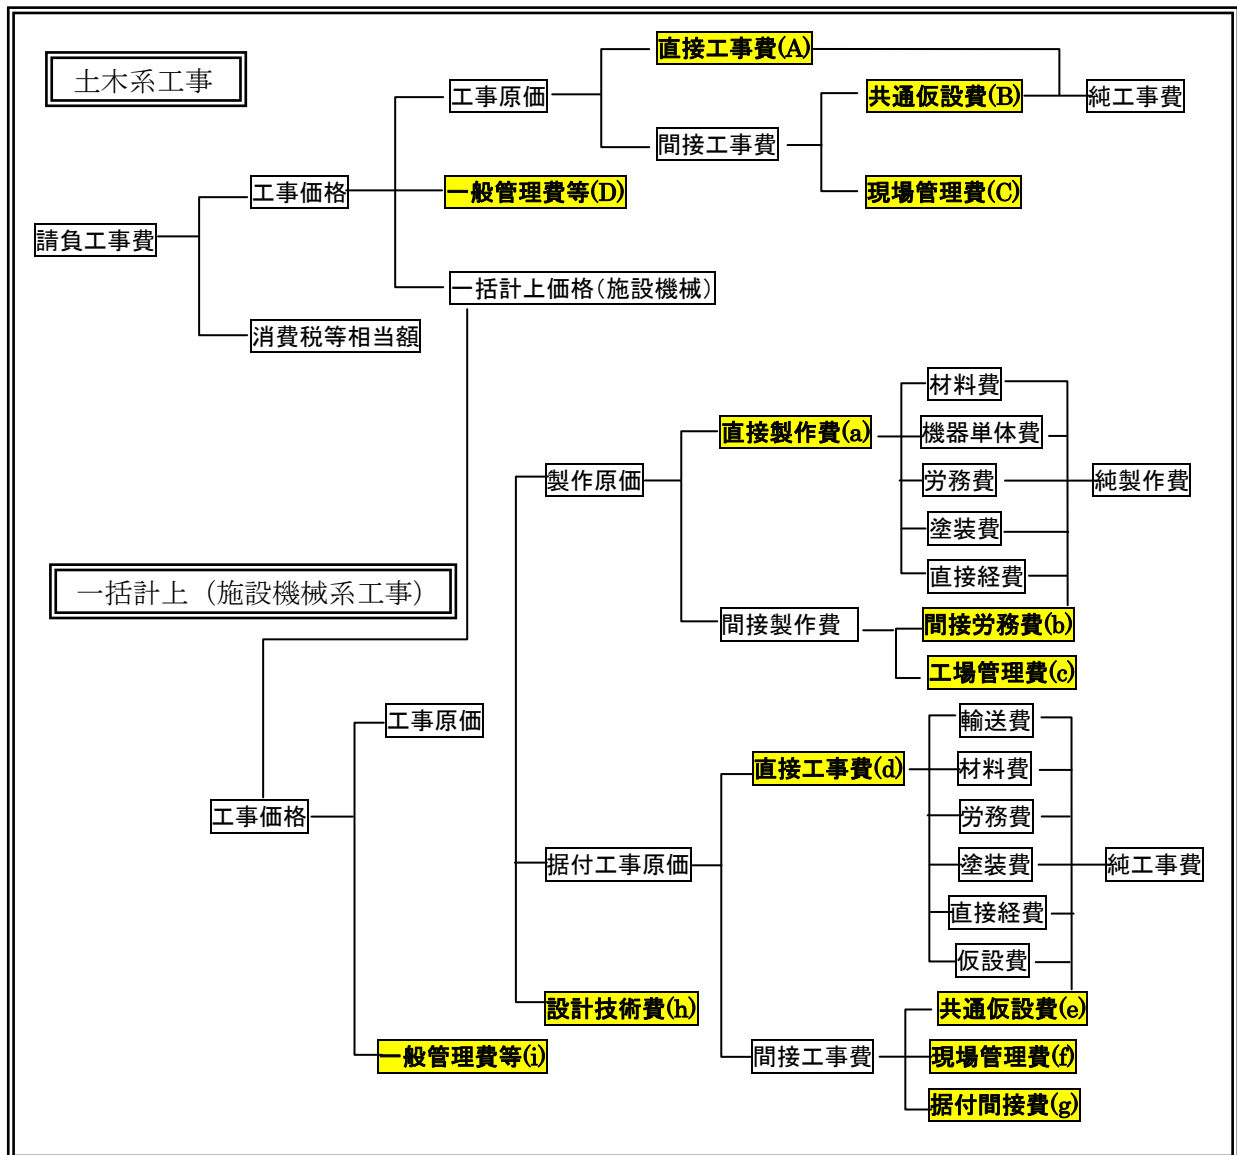 土木系工事
直接工事費(A)
工事原価
共通仮設費(B)
純工事費
間接工事費
工事価格
一般管理費等(D)
現場管理費(C)
請負工事費
一括計上価格（施設機械）
消費税等相当額
材料費
直接製作費(a)
機器単体費
製作原価
労務費
純製作費
塗装費
一括計上（施設機械系工事）
直接経費
間接製作費
間接労務費(b)
工場管理費(c)
工事原価
輸送費
直接工事費(d)
材料費
工事価格
労務費
据付工事原価
塗装費
純工事費
直接経費
仮設費
設計技術費(h)
共通仮設費(e)
一般管理費等(i)
間接工事費
現場管理費(f)
据付間接費(g)